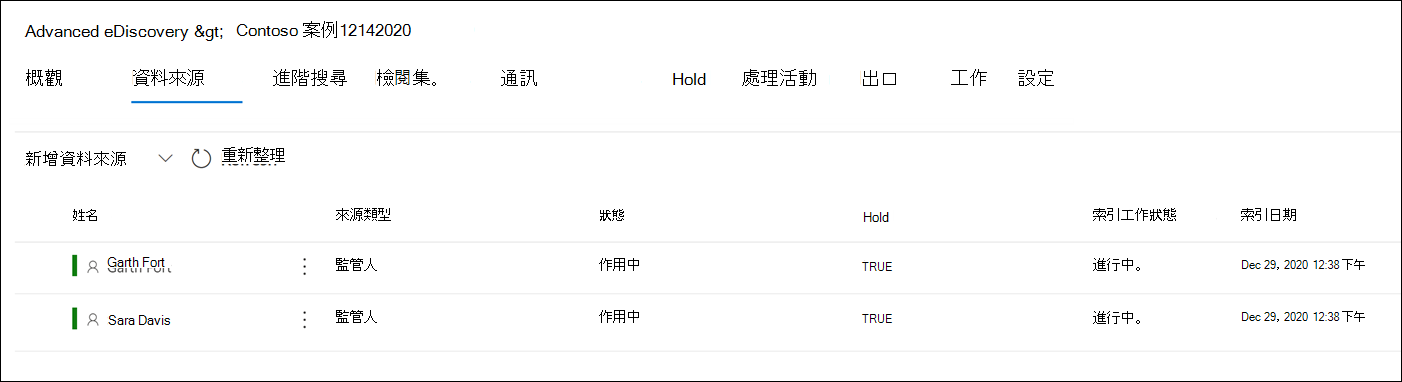 Advanced eDiscovery &gt; Contoso 案例12142020
概觀 資料來源 進階搜尋 檢閱集。 通訊 Hold 處理活動 出口 工作 設定
新增資料來源 重新整理
姓名 來源類型 狀態 Hold 索引工作狀態 索引日期
Garth Fort 監管人 作用中 TRUE 進行中。 Dec 29, 2020 12:38 下午
Sara Davis 監管人 作用中 TRUE 進行中。 Dec 29, 2020 12:38 下午